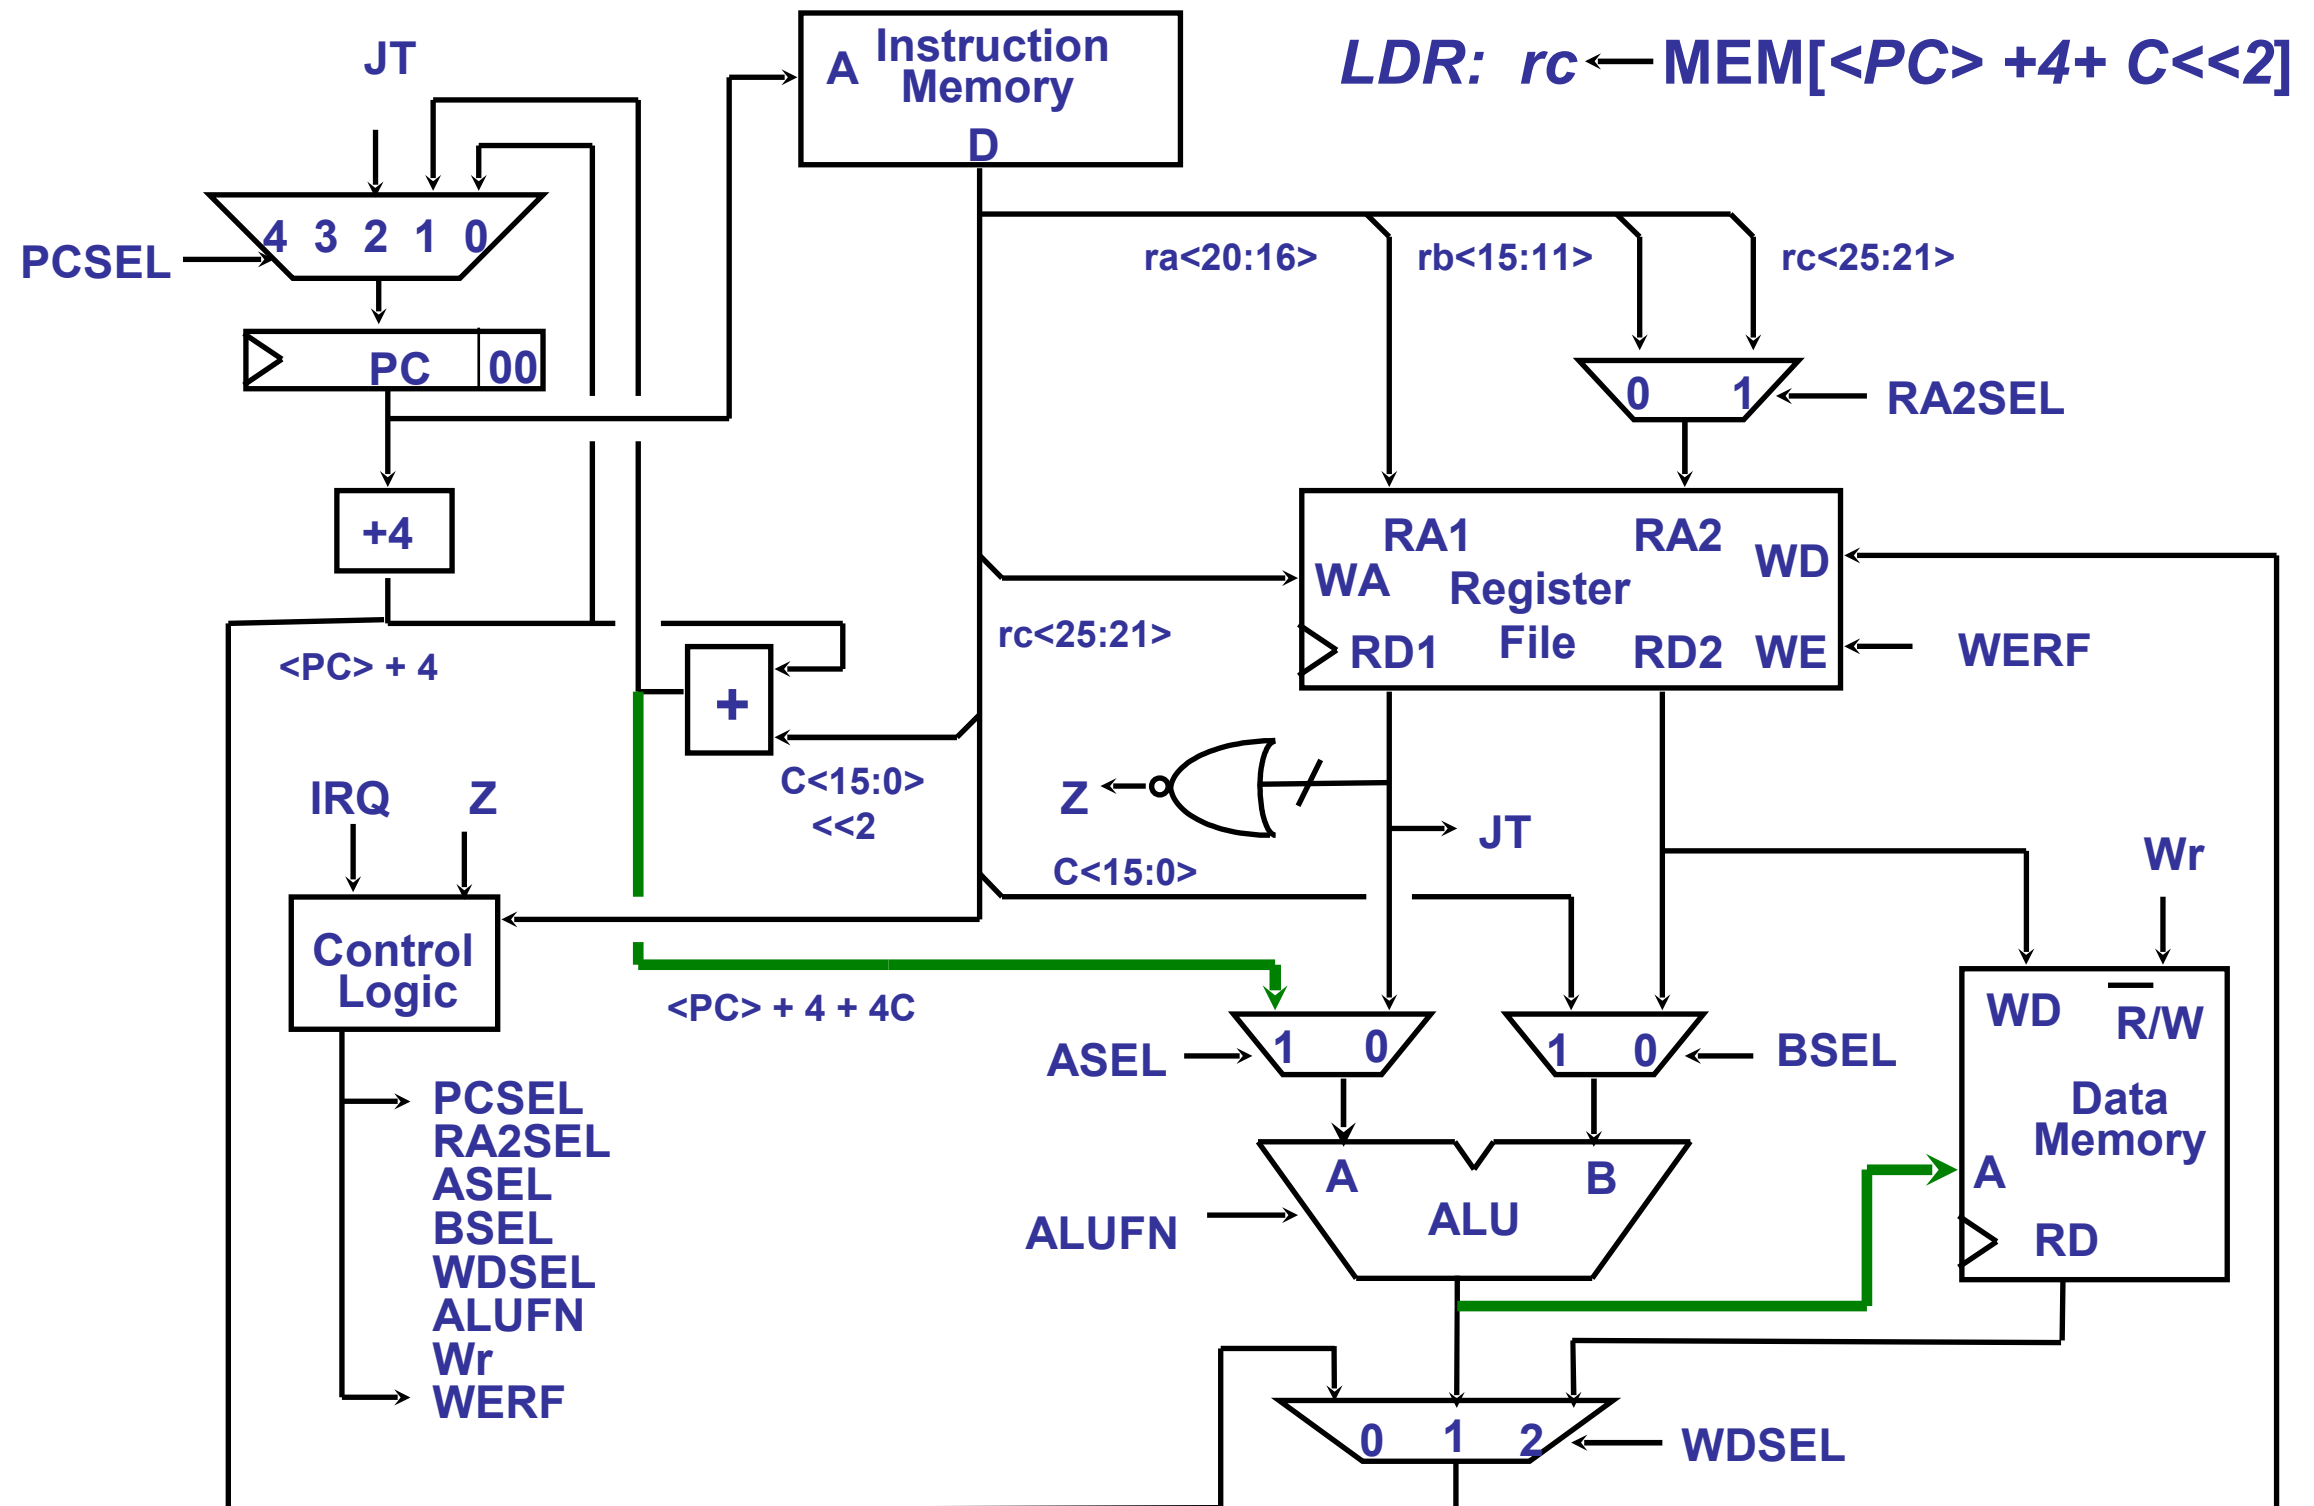 JT
Instruction
A
Memory
D
LDR: rc ← MEM[<PC> +4+ C<<2]
4 3 2 1 0
PCSEL
PC 00
ra<20:16>
rb<15:11>
rc<25:21>
0 1
RA2SEL
+4
RA1 RA2
WD
WA
Register
File
RD1 RD2 WE
WERF
rc<25:21>
<PC> + 4
+
C<15:0>
<<2
IRQ Z
Z
JT
C<15:0>
Wr
Control
Logic
<PC> + 4 + 4C
WD R/W
Data
Memory
A
RD
ASEL
1 0
1 0
BSEL
A B
ALU
ALUFN
PCSEL
RA2SEL
ASEL
BSEL
WDSEL
ALUFN
Wr
WERF
0 1 2
WDSEL